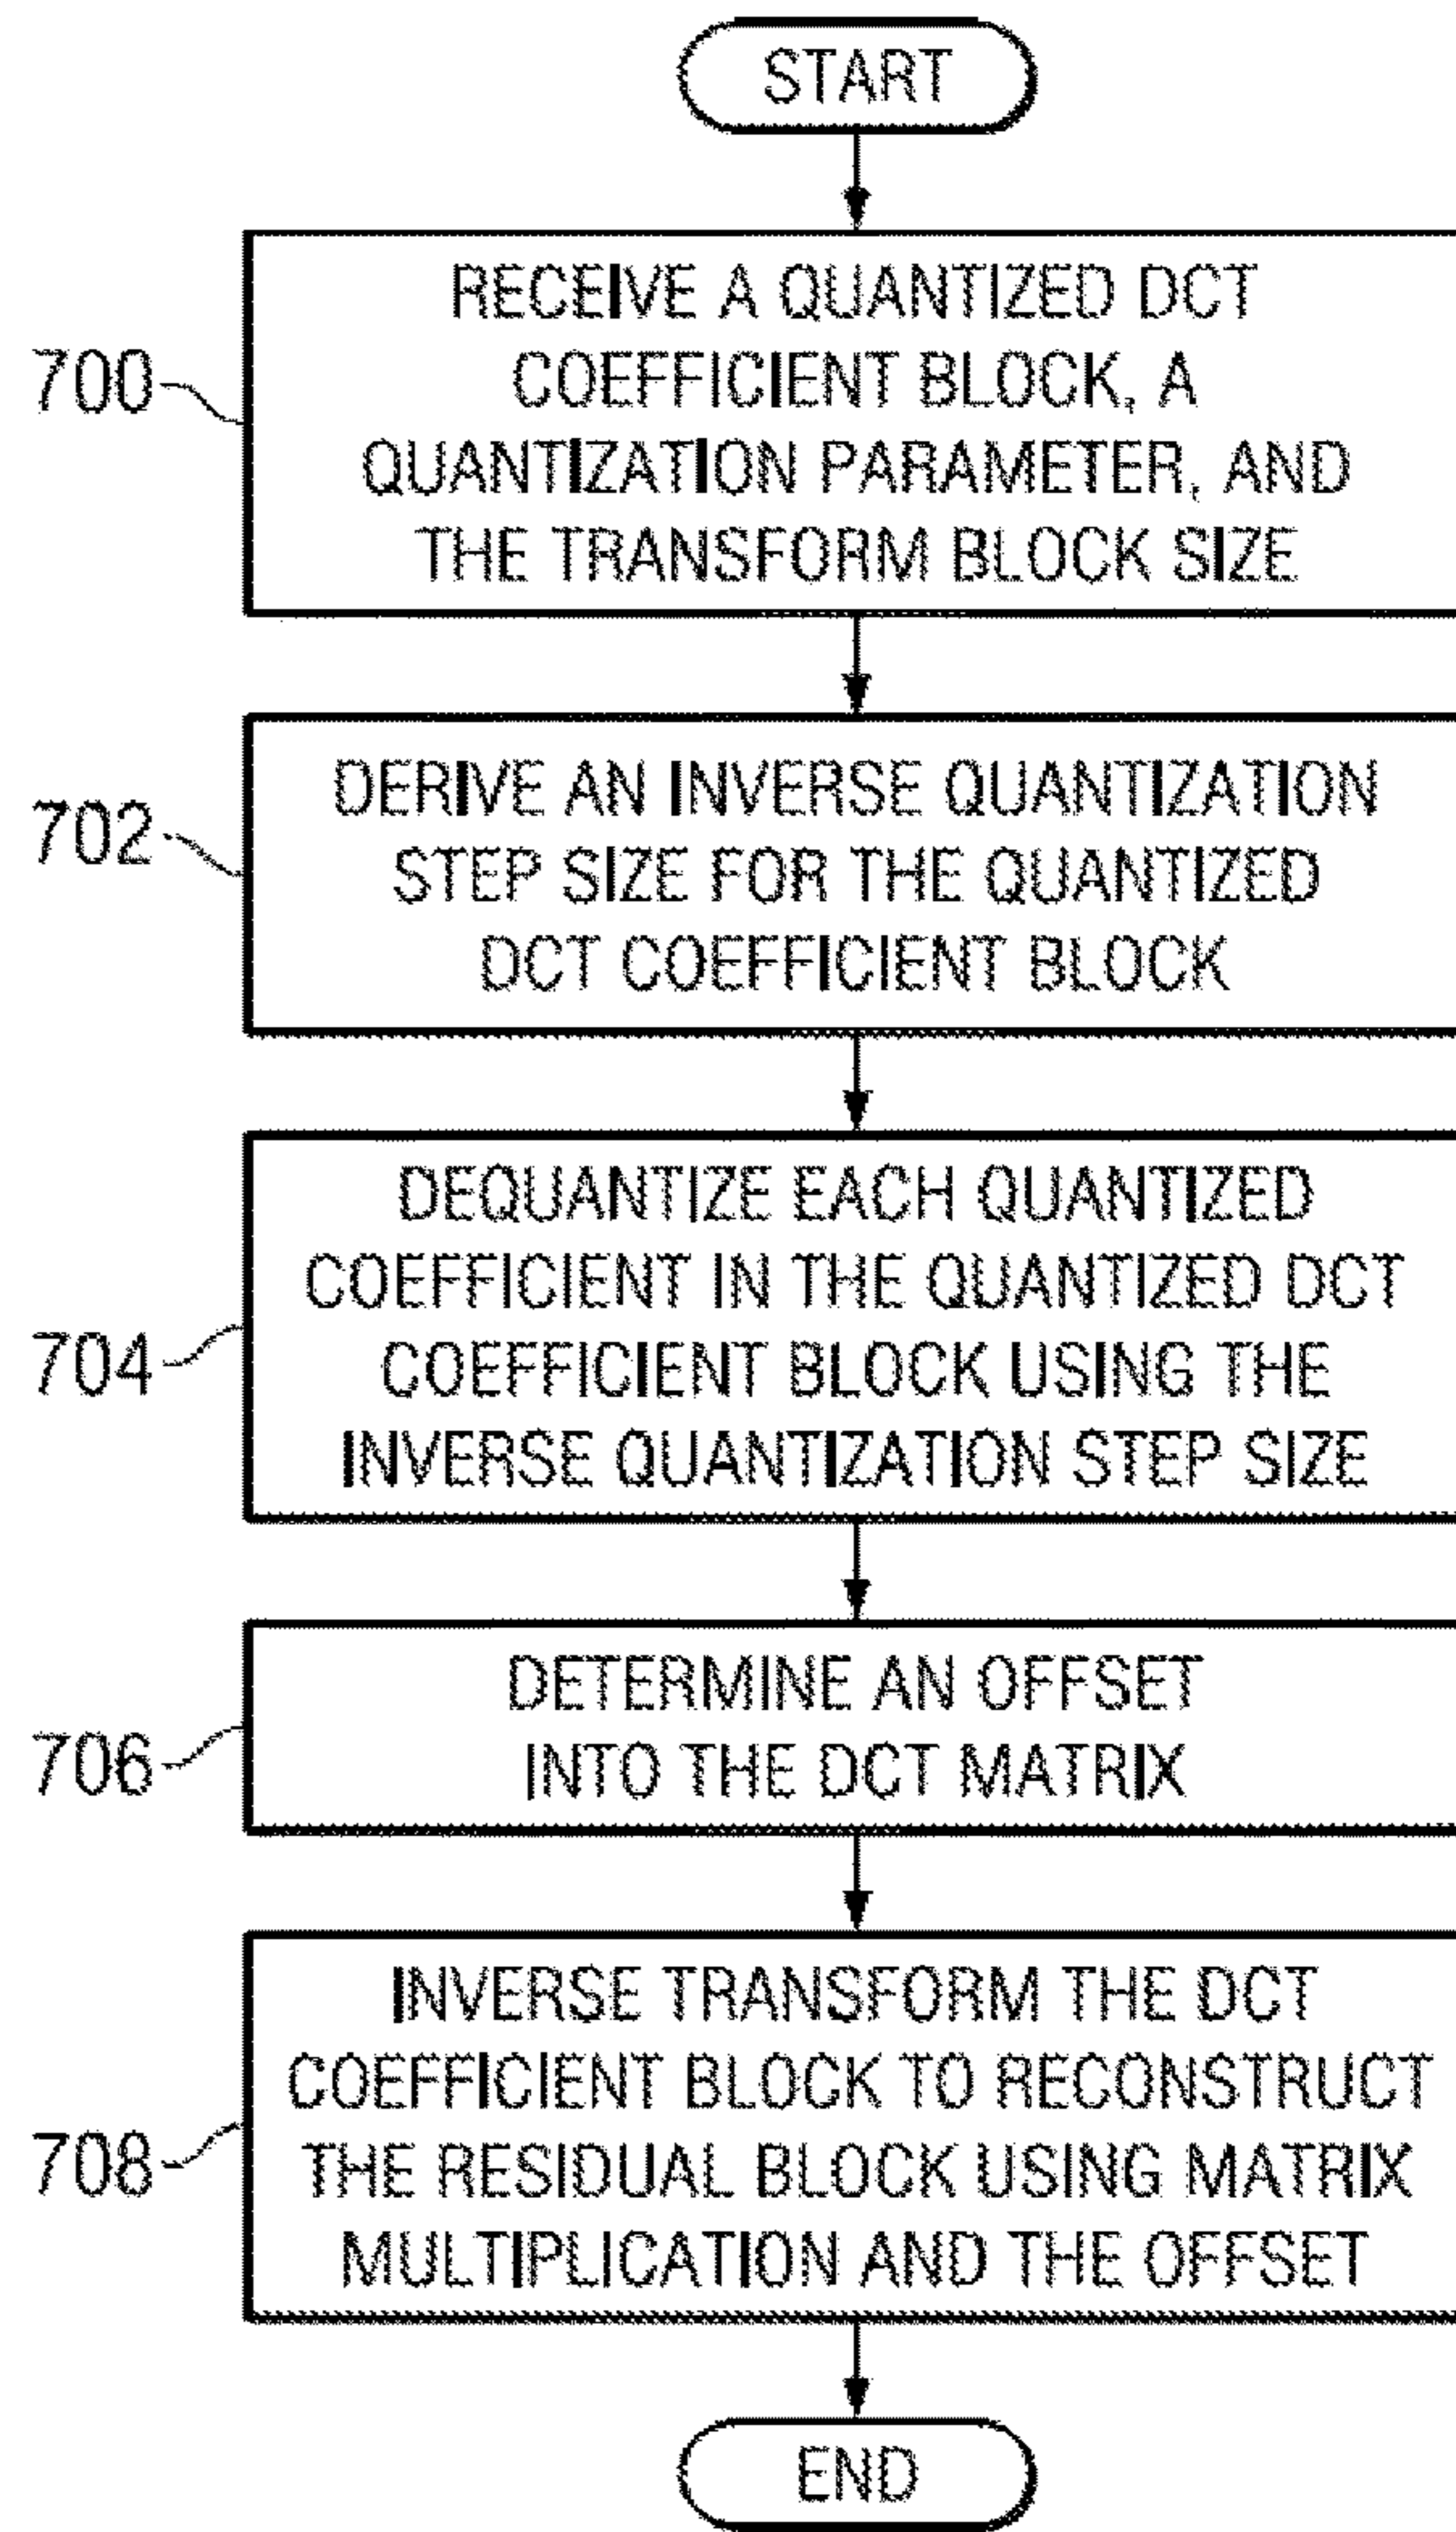 START
700
RECEIVE A QUANTIZED DCT
COEFFICIENT BLOCK, A
QUANTIZATION PARAMETER, AND
THE TRANSFORM BLOCK SIZE
702
DERIVE AN INVERSE QUANTIZATION
STEP SIZE FOR THE QUANTIZED
DCT COEFFICIENT BLOCK
704
DEQUANTIZE EACH QUANTIZED
COEFFICIENT IN THE QUANTIZED DCT
COEFFICIENT BLOCK USING THE
INVERSE QUANTIZATION STEP SIZE
706
DETERMINE AN OFFSET
INTO THE DCT MATRIX
708
INVERSE TRANSFORM THE DCT
COEFFICIENT BLOCK TO RECONSTRUCT
THE RESIDUAL BLOCK USING MATRIX
MULTIPLICATION AND THE OFFSET
END